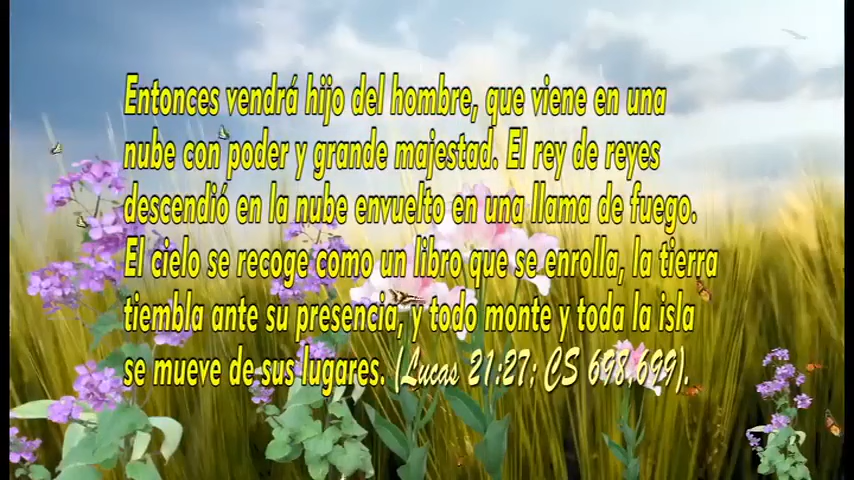 Entonces vendrá hijo del hombre, que viene en una
nube con poder y grande majestad. El rey de reyes
descendió en la nube envuelto en una llama de fuego.
El cielo se recoge como un libro que se enrolla, la tierra
tiembla ante su presencia, y todo monte y toda la isla
se mueve de sus lugares. (Lucas 21:27; CS 698,699).